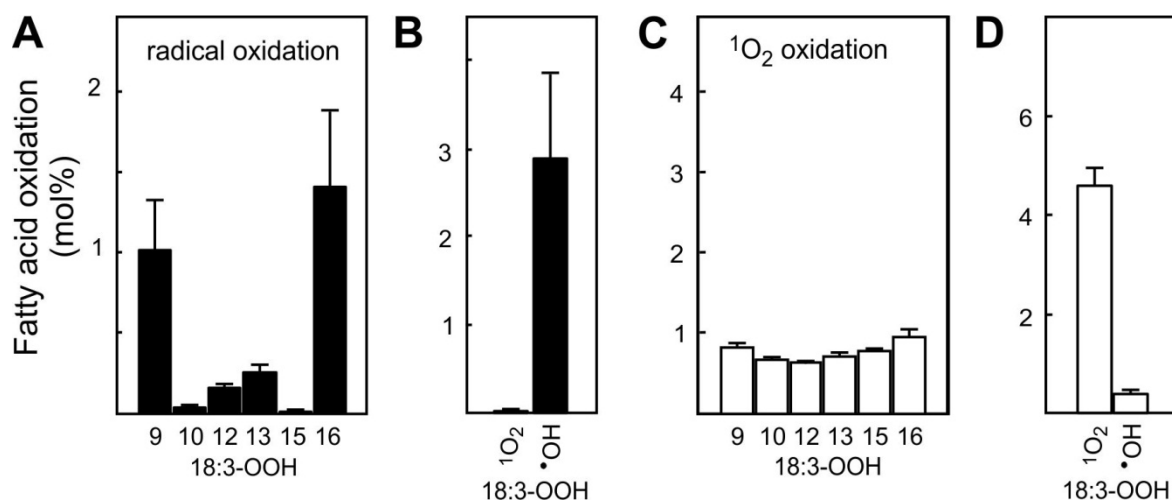 A
radical oxidation
Fatty acid oxidation
(mol%)
2
1
9 10 12 13 15 16
18:3-OOH
B
3
2
1
¹O₂ •OH
18:3-OOH
C
¹O₂ oxidation
4
3
2
1
9 10 12 13 15 16
18:3-OOH
D
6
4
2
¹O₂ •OH
18:3-OOH